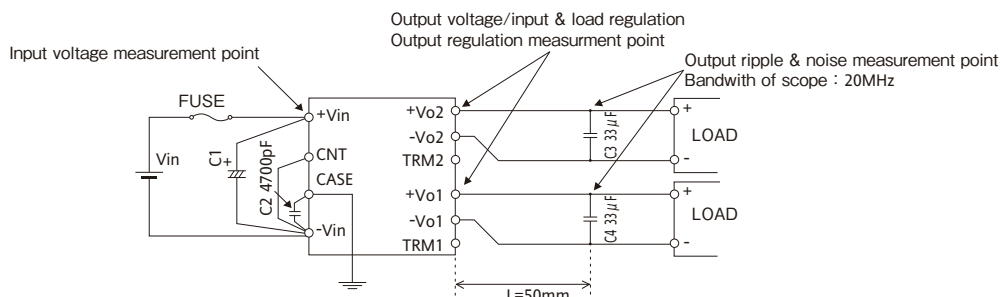 Output voltage/input & load regulation
Output regulation measurment point
Input voltage measurement point
Output ripple & noise measurement point
Bandwith of scope : 20MHz
FUSE
+Vin
+Vo2
+
C3 33μF
LOAD
-Vo2
-
Vin
C1
+
CNT
TRM2
C2 4700pF
CASE
+Vo1
+
C4 33μF
LOAD
-Vo1
-
-Vin
TRM1
L=50mm